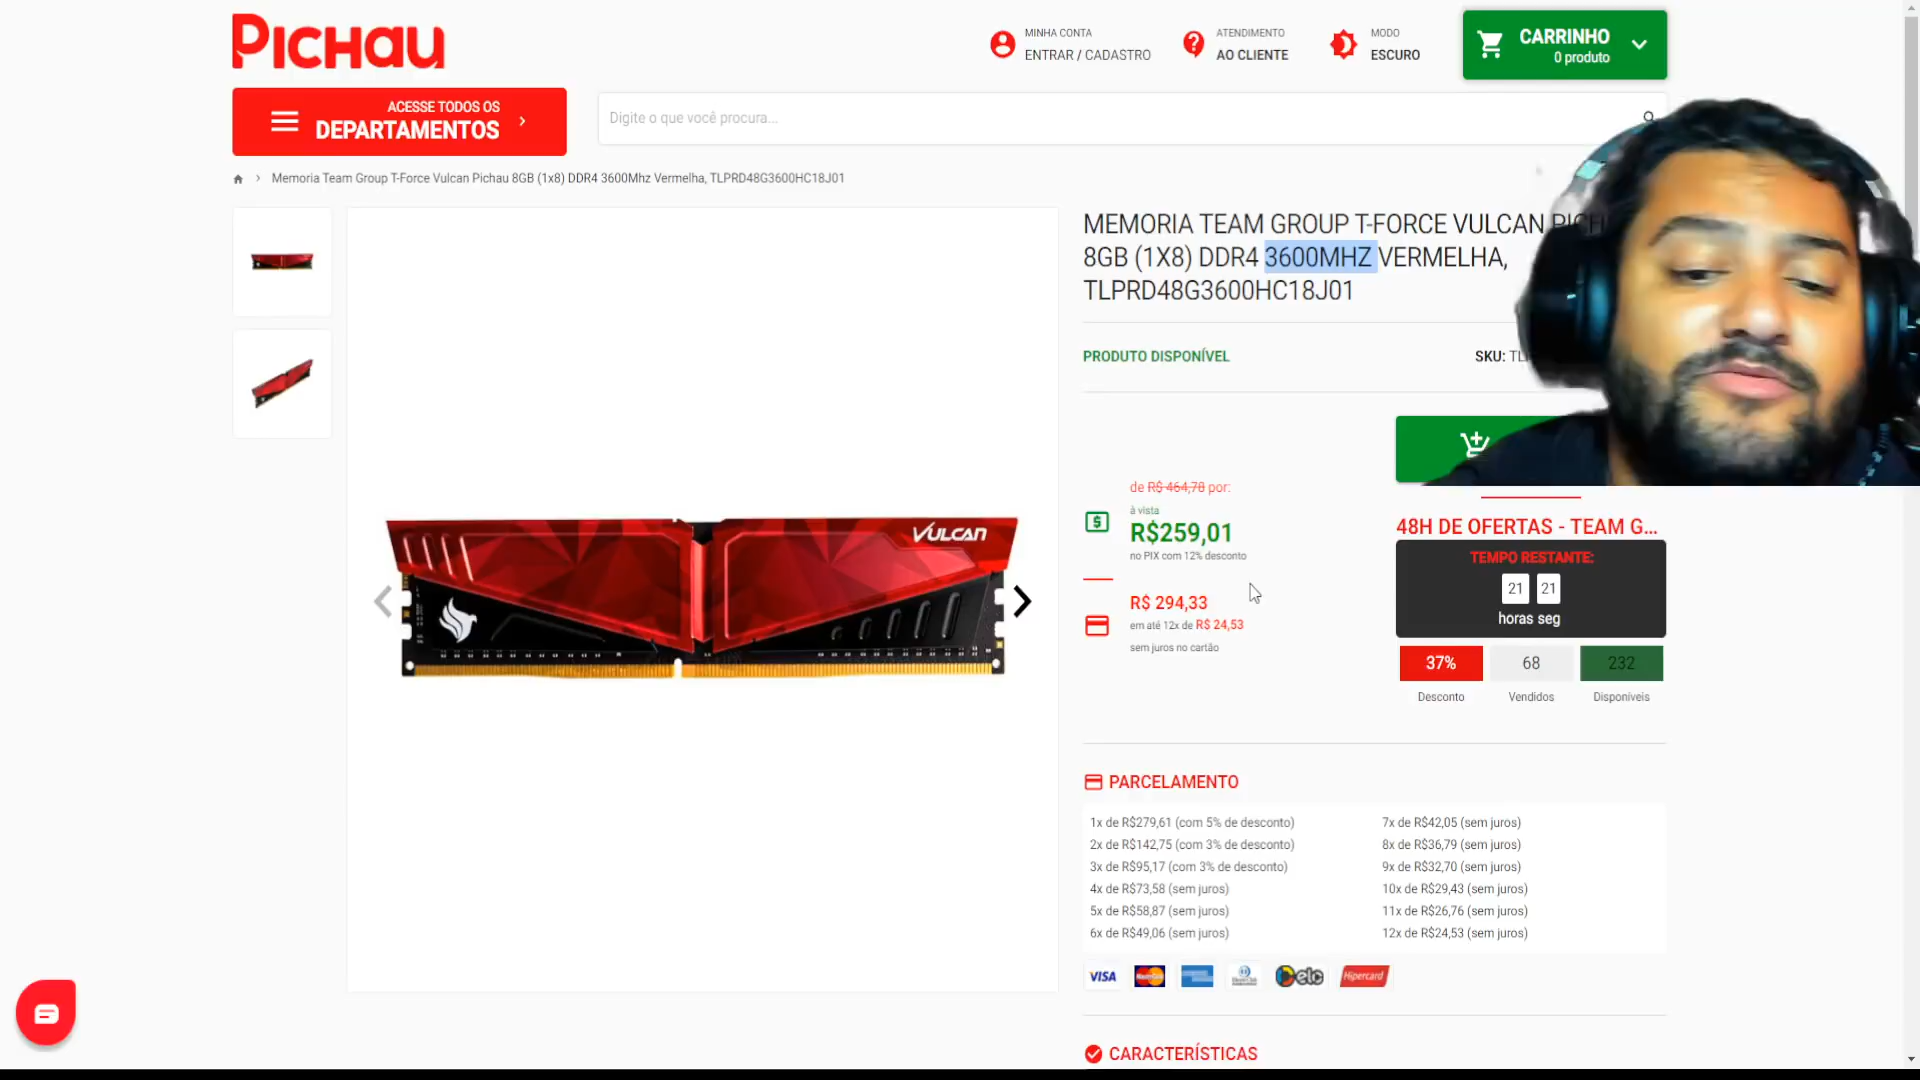 PICHAU
MINHA CONTA
ENTRAR / CADASTRO
ATENDIMENTO
AO CLIENTE
MODO
ESCURO
CARRINHO
0 produto
ACESSE TODOS OS
DEPARTAMENTOS
Digite o que você procura...
Memoria Team Group T-Force Vulcan Pichau 8GB (1x8) DDR4 3600Mhz Vermelha, TLPRD48G3600HC18J01
MEMORIA TEAM GROUP T-FORCE VULCAN PICH
8GB (1X8) DDR4 3600MHZ VERMELHA,
TLPRD48G3600HC18J01
PRODUTO DISPONÍVEL
SKU:
de R$ 464,78 por:
à vista
R$259,01
no PIX com 12% desconto
R$ 294,33
em até 12x de R$ 24,53
sem juros no cartão
48H DE OFERTAS - TEAM G...
TEMPO RESTANTE:
21 21
horas seg
37% 68 232
Desconto Vendidos Disponíveis
VULCAN
PARCELAMENTO
1x de R$279,61 (com 5% de desconto)
2x de R$142,75 (com 3% de desconto)
3x de R$95,17 (com 3% de desconto)
4x de R$73,58 (sem juros)
5x de R$58,87 (sem juros)
6x de R$49,06 (sem juros)
7x de R$42,05 (sem juros)
8x de R$36,79 (sem juros)
9x de R$32,70 (sem juros)
10x de R$29,43 (sem juros)
11x de R$26,76 (sem juros)
12x de R$24,53 (sem juros)
VISA MasterCard elo Hipercard
CARACTERÍSTICAS